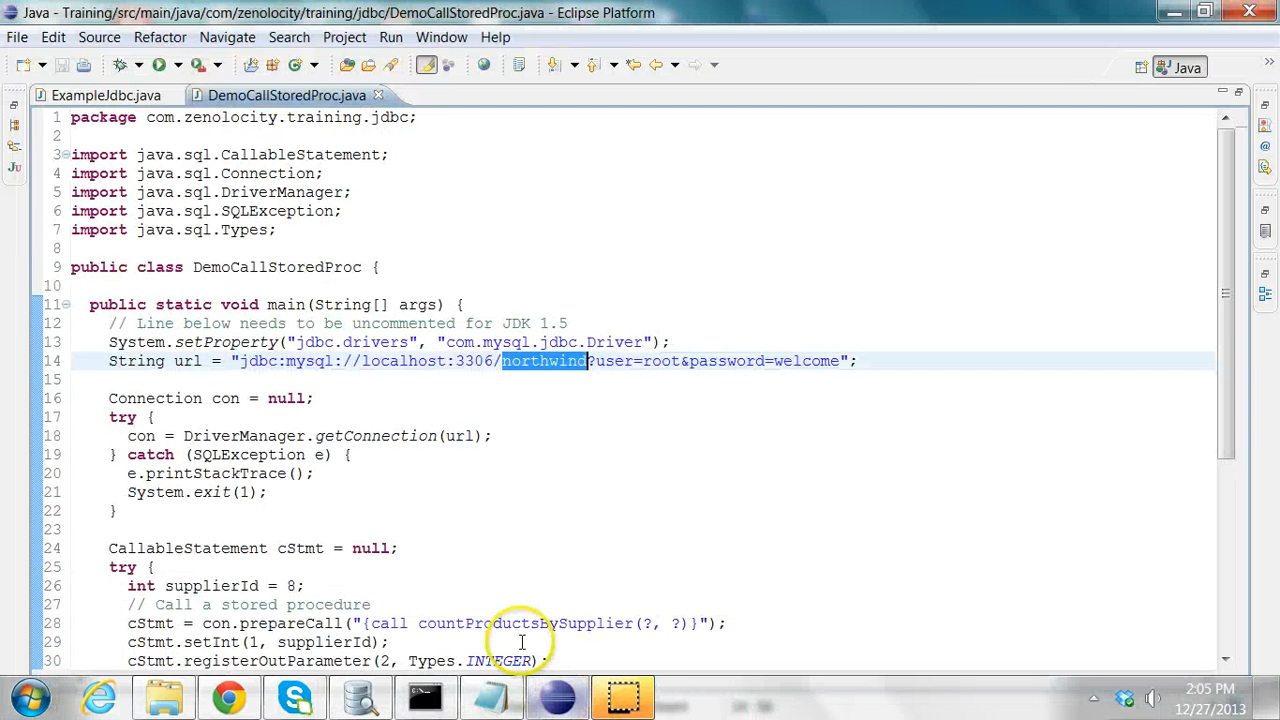 Java - Training/src/main/java/com/zenolocity/training/jdbc/DemoCallStoredProc.java - Eclipse Platform
File Edit Source Refactor Navigate Search Project Run Window Help
Java
ExampleJdbc.java DemoCallStoredProc.java
1 package com.zenolocity.training.jdbc;
2
3 import java.sql.CallableStatement;
4 import java.sql.Connection;
5 import java.sql.DriverManager;
6 import java.sql.SQLException;
7 import java.sql.Types;
8
9 public class DemoCallStoredProc {
10
11 public static void main(String[] args) {
12 // Line below needs to be uncommented for JDK 1.5
13 System.setProperty("jdbc.drivers", "com.mysql.jdbc.Driver");
14 String url = "jdbc:mysql://localhost:3306/northwind?user=root&password=welcome";
15
16 Connection con = null;
17 try {
18 con = DriverManager.getConnection(url);
19 } catch (SQLException e) {
20 e.printStackTrace();
21 System.exit(1);
22 }
23
24 CallableStatement cStmt = null;
25 try {
26 int supplierId = 8;
27 // Call a stored procedure
28 cStmt = con.prepareCall("{call countProductsBySupplier(?, ?)}");
29 cStmt.setInt(1, supplierId);
30 cStmt.registerOutParameter(2, Types.INTEGER);
2:05 PM
12/27/2013